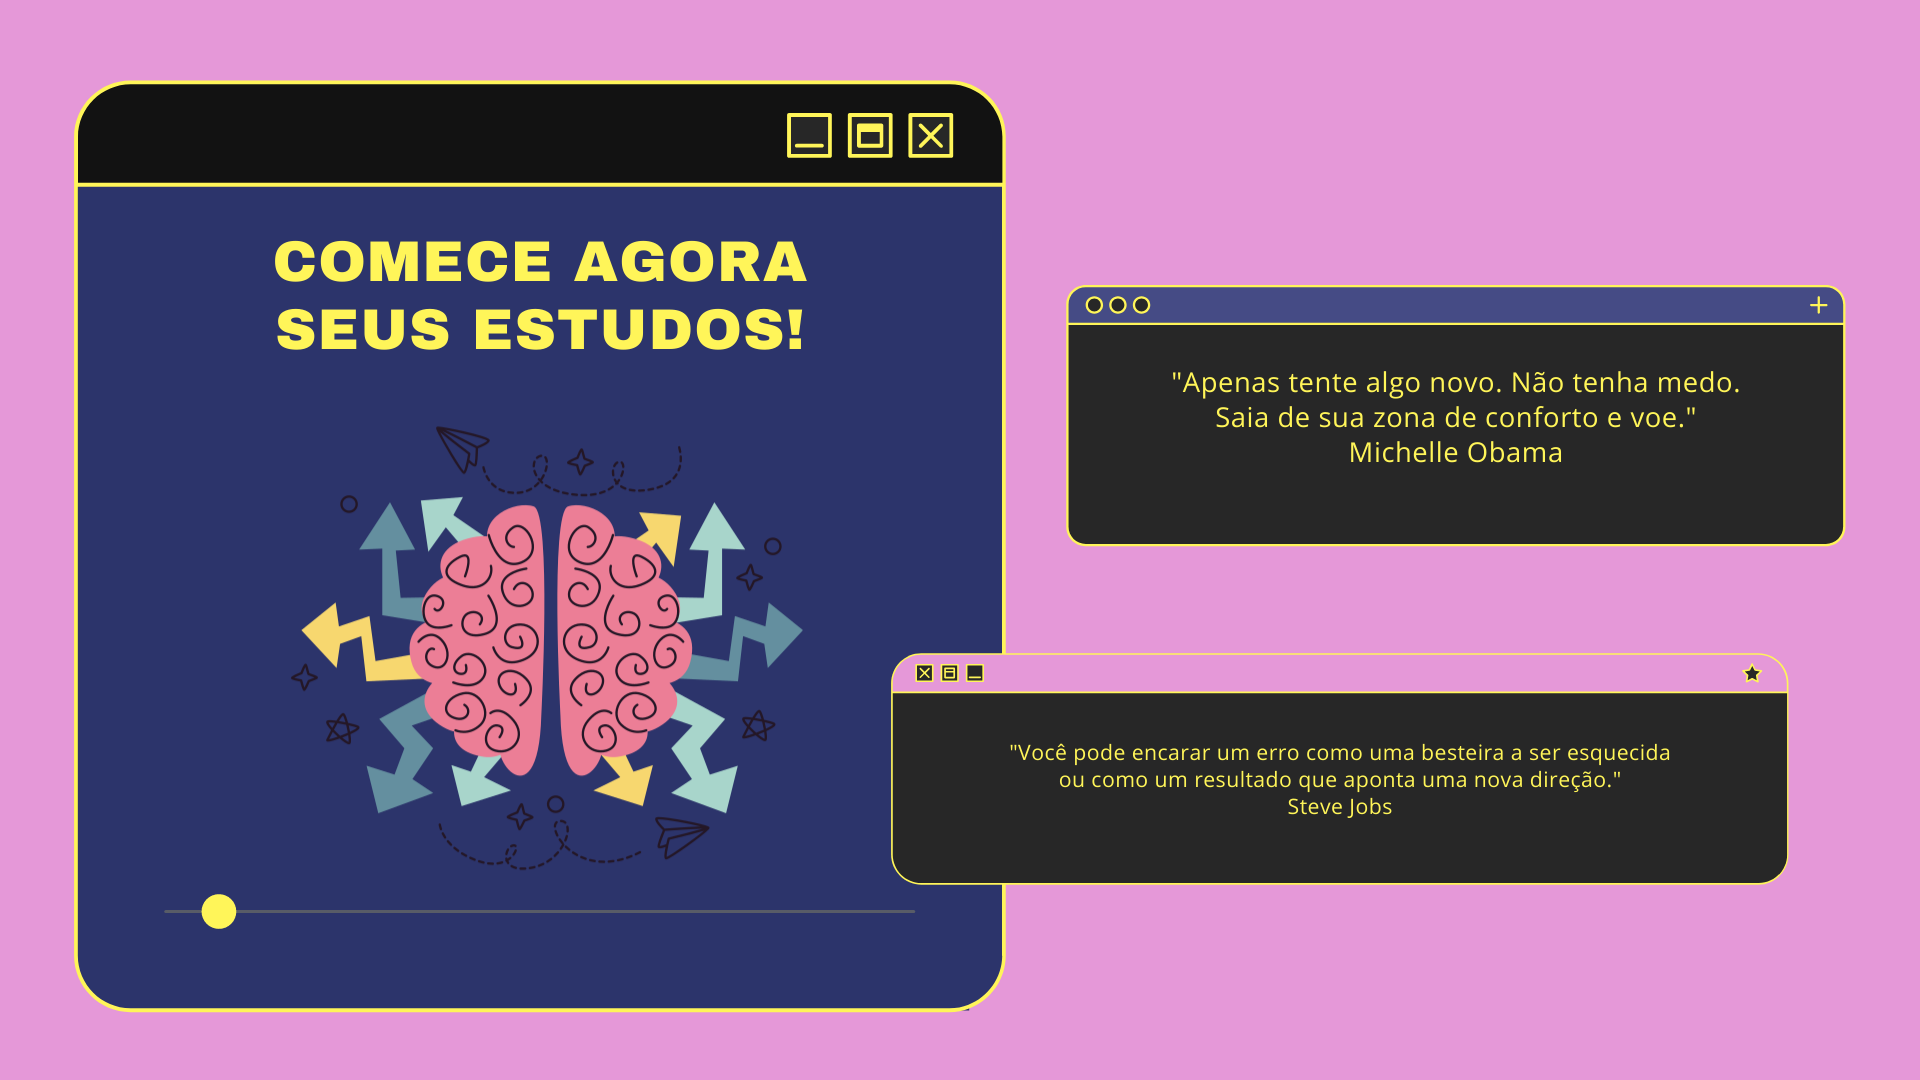 COMECE AGORA
SEUS ESTUDOS!
"Apenas tente algo novo. Não tenha medo.
Saia de sua zona de conforto e voe."
Michelle Obama
"Você pode encarar um erro como uma besteira a ser esquecida
ou como um resultado que aponta uma nova direção."
Steve Jobs